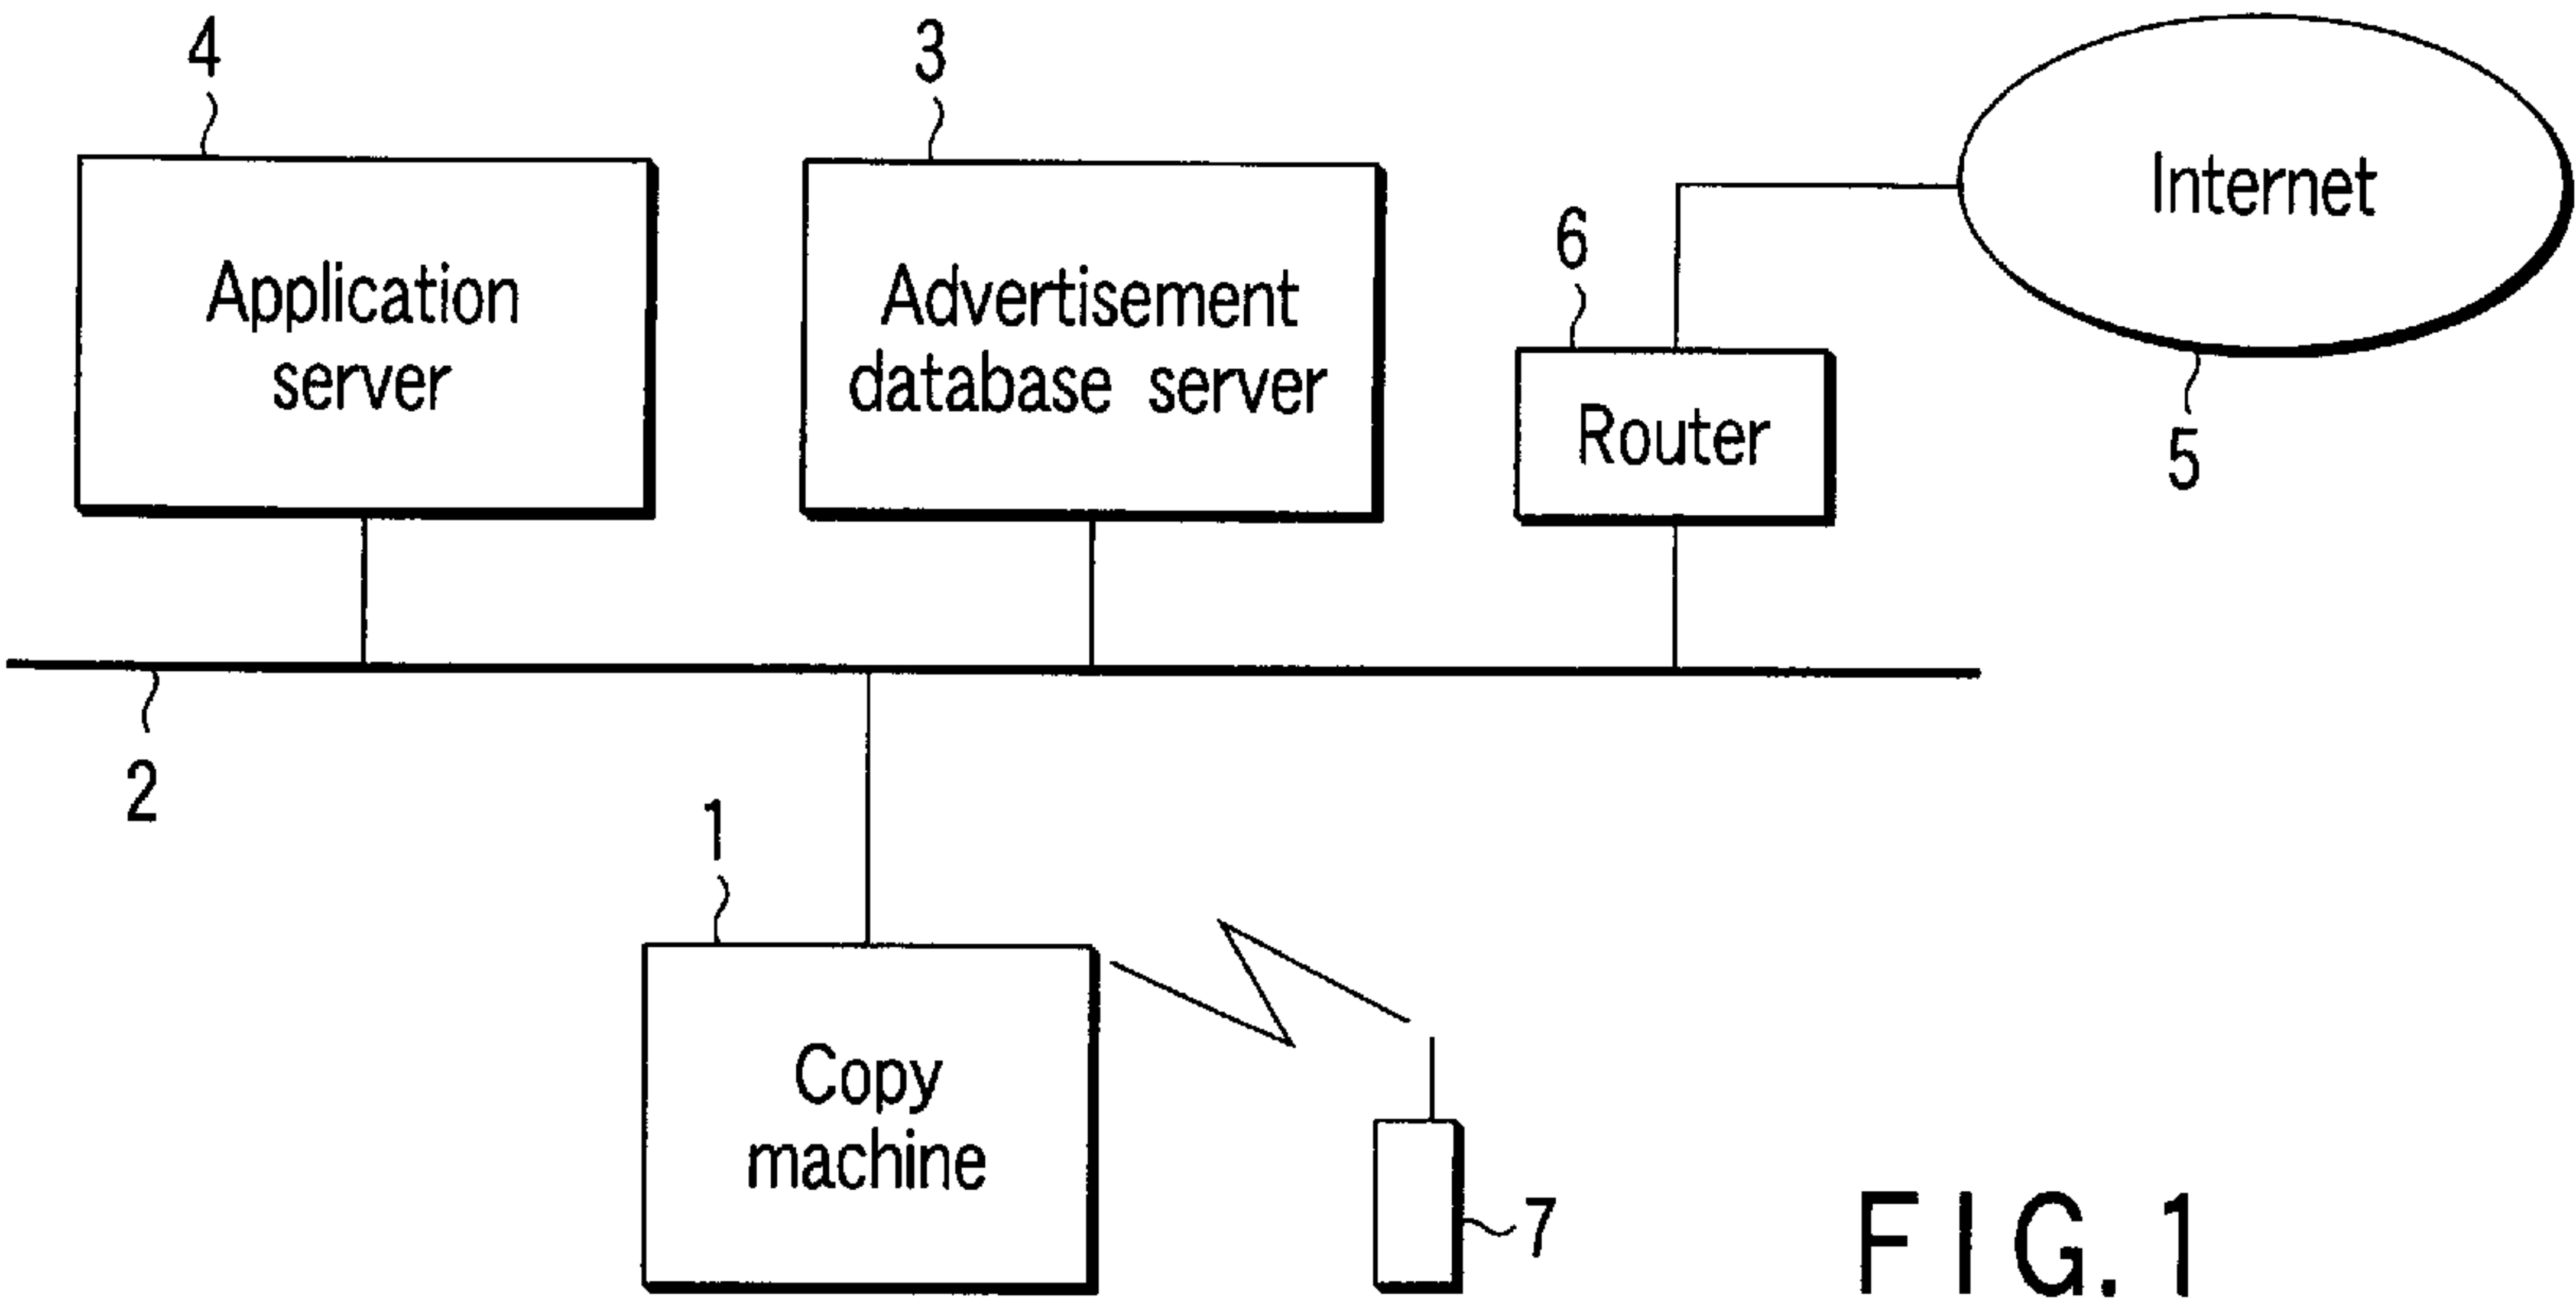 4
3
Internet
6
Application
server
Advertisement
database server
Router
5
2
1
Copy
machine
7
FIG.1